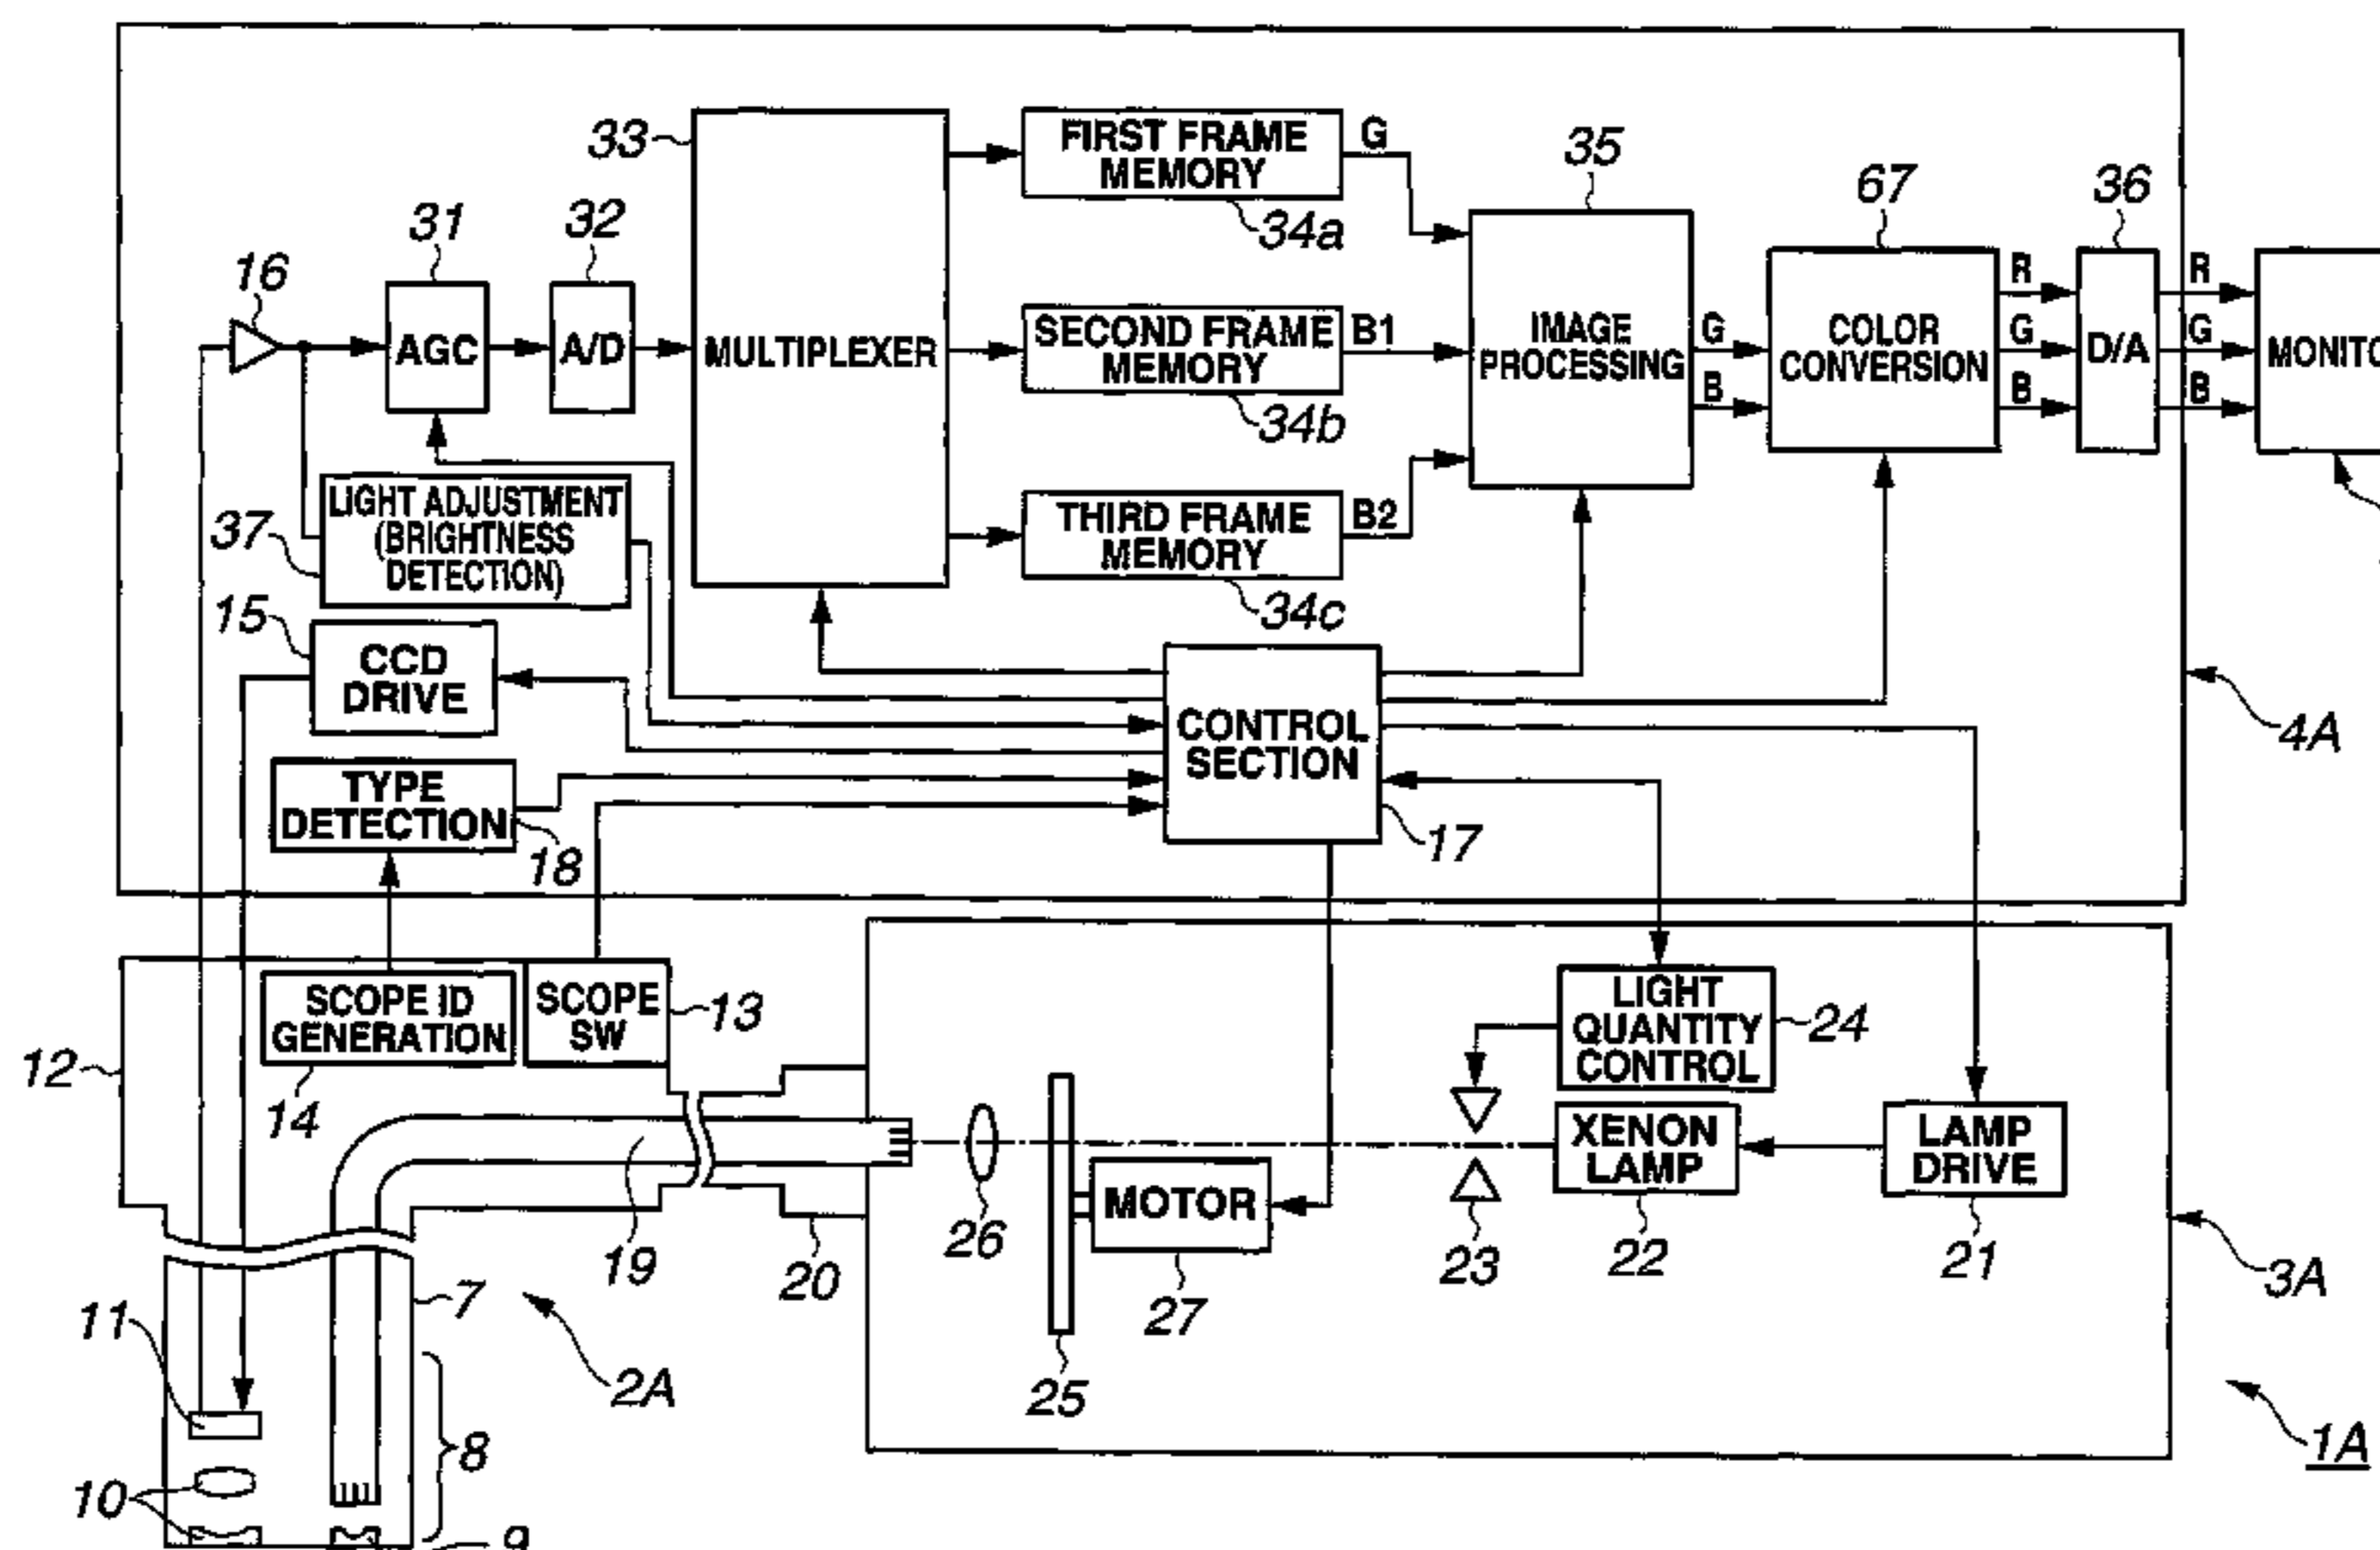 33
FIRST FRAME
MEMORY
G
34a
35
67
36
31
32
16
AGC
A/D
MULTIPLEXER
SECOND FRAME
MEMORY
B1
34b
IMAGE
PROCESSING
G
B
COLOR
CONVERSION
R
G
B
D/A
R
G
B
MONITO
37
LIGHT ADJUSTMENT
(BRIGHTNESS
DETECTION)
THIRD FRAME
MEMORY
B2
34c
15
CCD
DRIVE
CONTROL
SECTION
17
4A
TYPE
DETECTION
18
SCOPE ID
GENERATION
14
SCOPE
SW
13
12
LIGHT
QUANTITY
CONTROL
24
XENON
LAMP
22
LAMP
DRIVE
21
MOTOR
27
26
25
23
19
20
3A
7
2A
11
8
10
9
1A